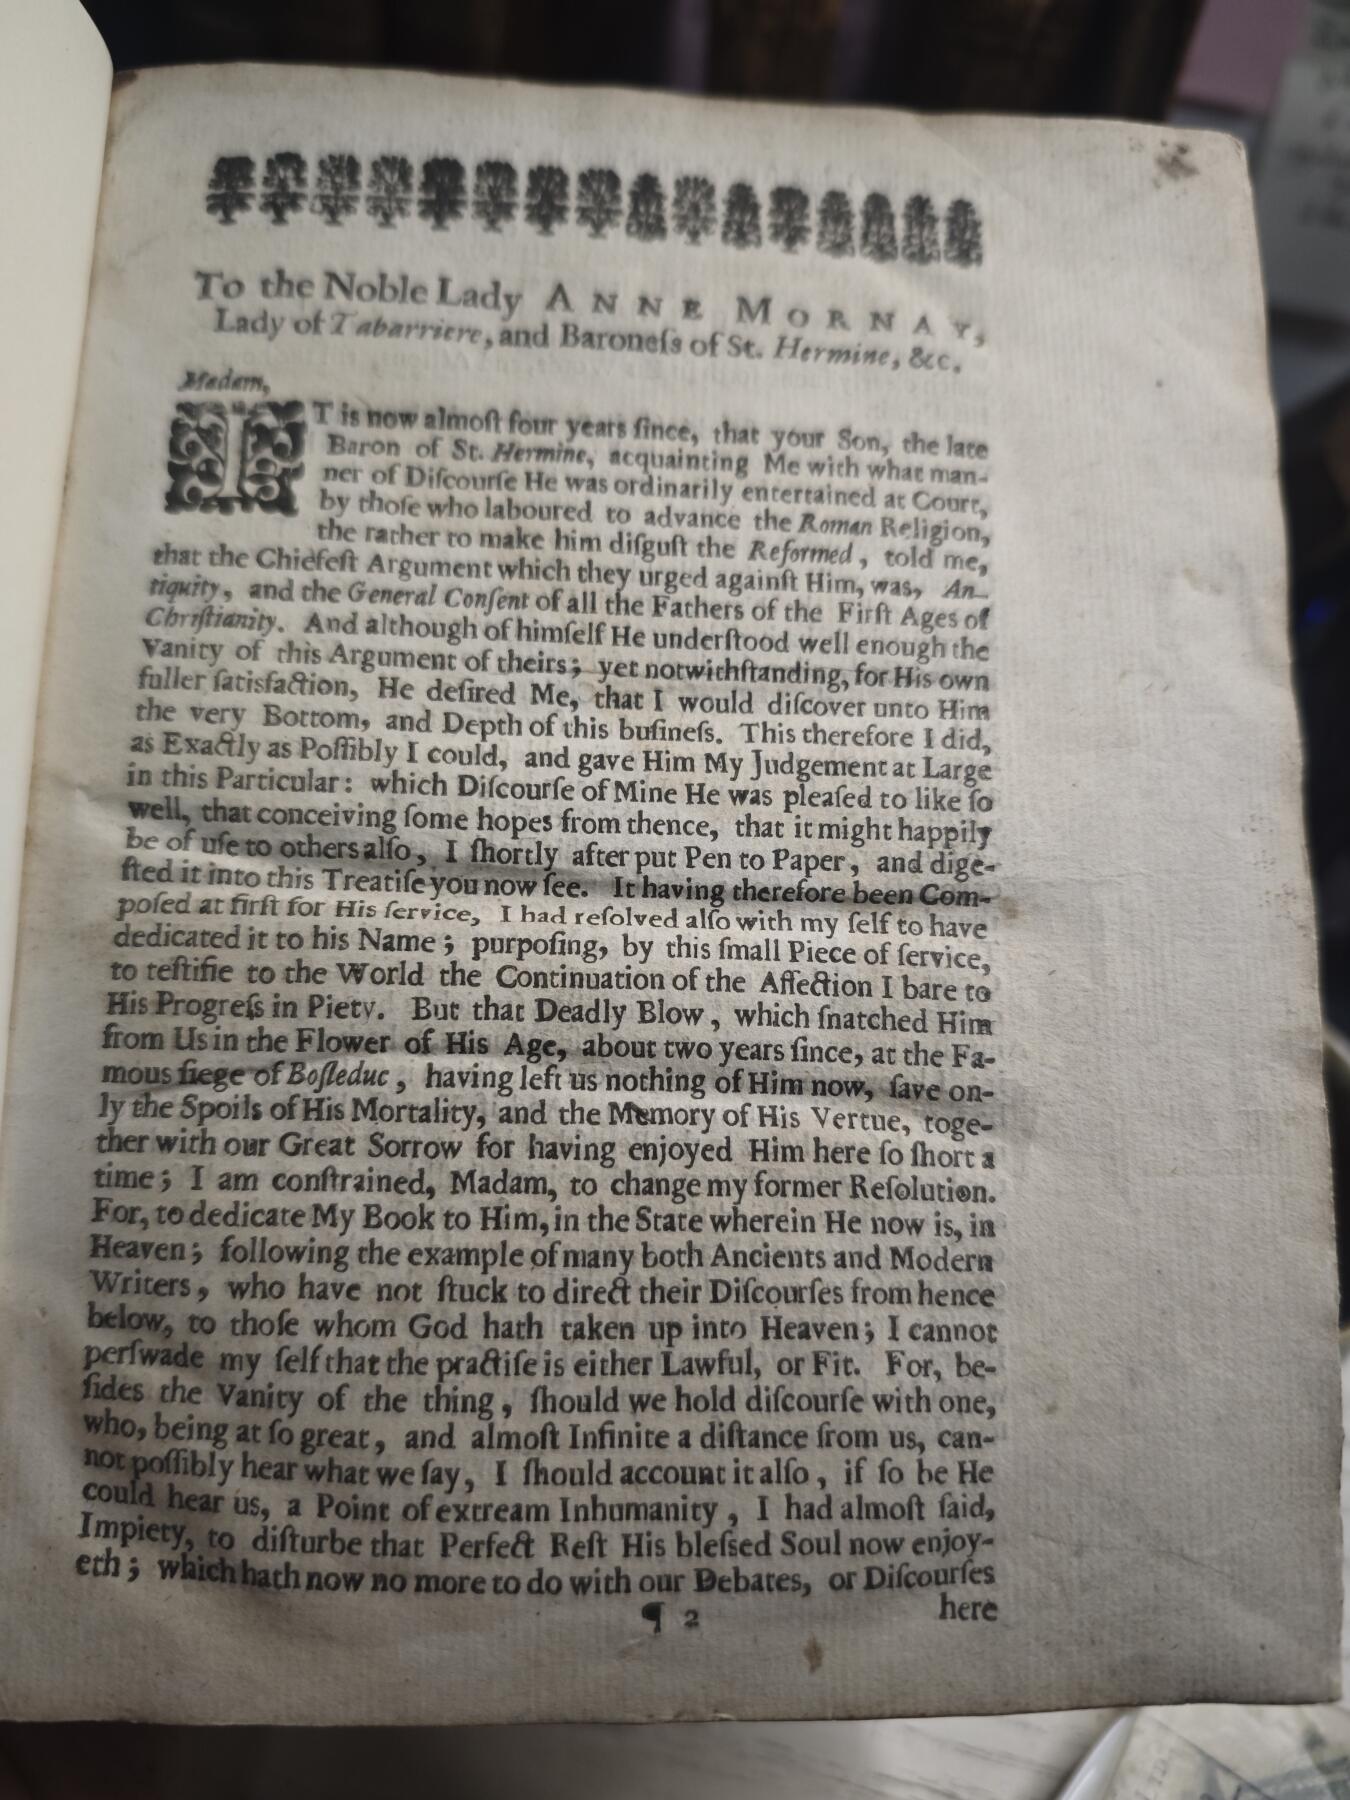 To the Noble Lady ANNE MORNAY,
Lady of Tabarriere, and Baroneſs of St. Hermine, &c.
Madam,
IT is now almoſt four years ſince, that your Son, the late
Baron of St. Hermine, acquainting Me with what man-
ner of Diſcourſe He was ordinarily entertained at Court,
by thoſe who laboured to advance the Roman Religion,
the rather to make him diſguſt the Reformed, told me,
that the Chiefeſt Argument which they urged againſt Him, was, An-
tiquity, and the General Conſent of all the Fathers of the Firſt Ages of
Chriſtianity. And although of himſelf He underſtood well enough the
Vanity of this Argument of theirs; yet notwithſtanding, for His own
fuller ſatisfaction, He deſired Me, that I would diſcover unto Him
the very Bottom, and Depth of this buſineſs. This therefore I did,
as Exactly as Poſſibly I could, and gave Him My Judgement at Large
in this Particular: which Diſcourſe of Mine He was pleaſed to like ſo
well, that conceiving ſome hopes from thence, that it might happily
be of uſe to others alſo, I ſhortly after put Pen to Paper, and dige-
ſted it into this Treatiſe you now ſee. It having therefore been Com-
poſed at firſt for His ſervice, I had reſolved alſo with my ſelf to have
dedicated it to his Name; purpoſing, by this ſmall Piece of ſervice,
to teſtifie to the World the Continuation of the Affection I bare to
His Progreſs in Piety. But that Deadly Blow, which ſnatched Him
from Us in the Flower of His Age, about two years ſince, at the Fa-
mous ſiege of Boſleduc, having left us nothing of Him now, ſave on-
ly the Spoils of His Mortality, and the Memory of His Vertue, toge-
ther with our Great Sorrow for having enjoyed Him here ſo ſhort a
time; I am conſtrained, Madam, to change my former Reſolution.
For, to dedicate My Book to Him, in the State wherein He now is, in
Heaven; following the example of many both Ancients and Modern
Writers, who have not ſtuck to direct their Diſcourſes from hence
below, to thoſe whom God hath taken up into Heaven; I cannot
perſwade my ſelf that the practiſe is either Lawful, or Fit. For, be-
ſides the Vanity of the thing, ſhould we hold diſcourſe with one,
who, being at ſo great, and almoſt Infinite a diſtance from us, can-
not poſſibly hear what we ſay, I ſhould account it alſo, if ſo be He
could hear us, a Point of extream Inhumanity, I had almoſt ſaid,
Impiety, to diſturbe that Perfect Reſt His bleſsed Soul now enjoy-
eth; which hath now no more to do with our Debates, or Diſcourſes
¶ 2 here